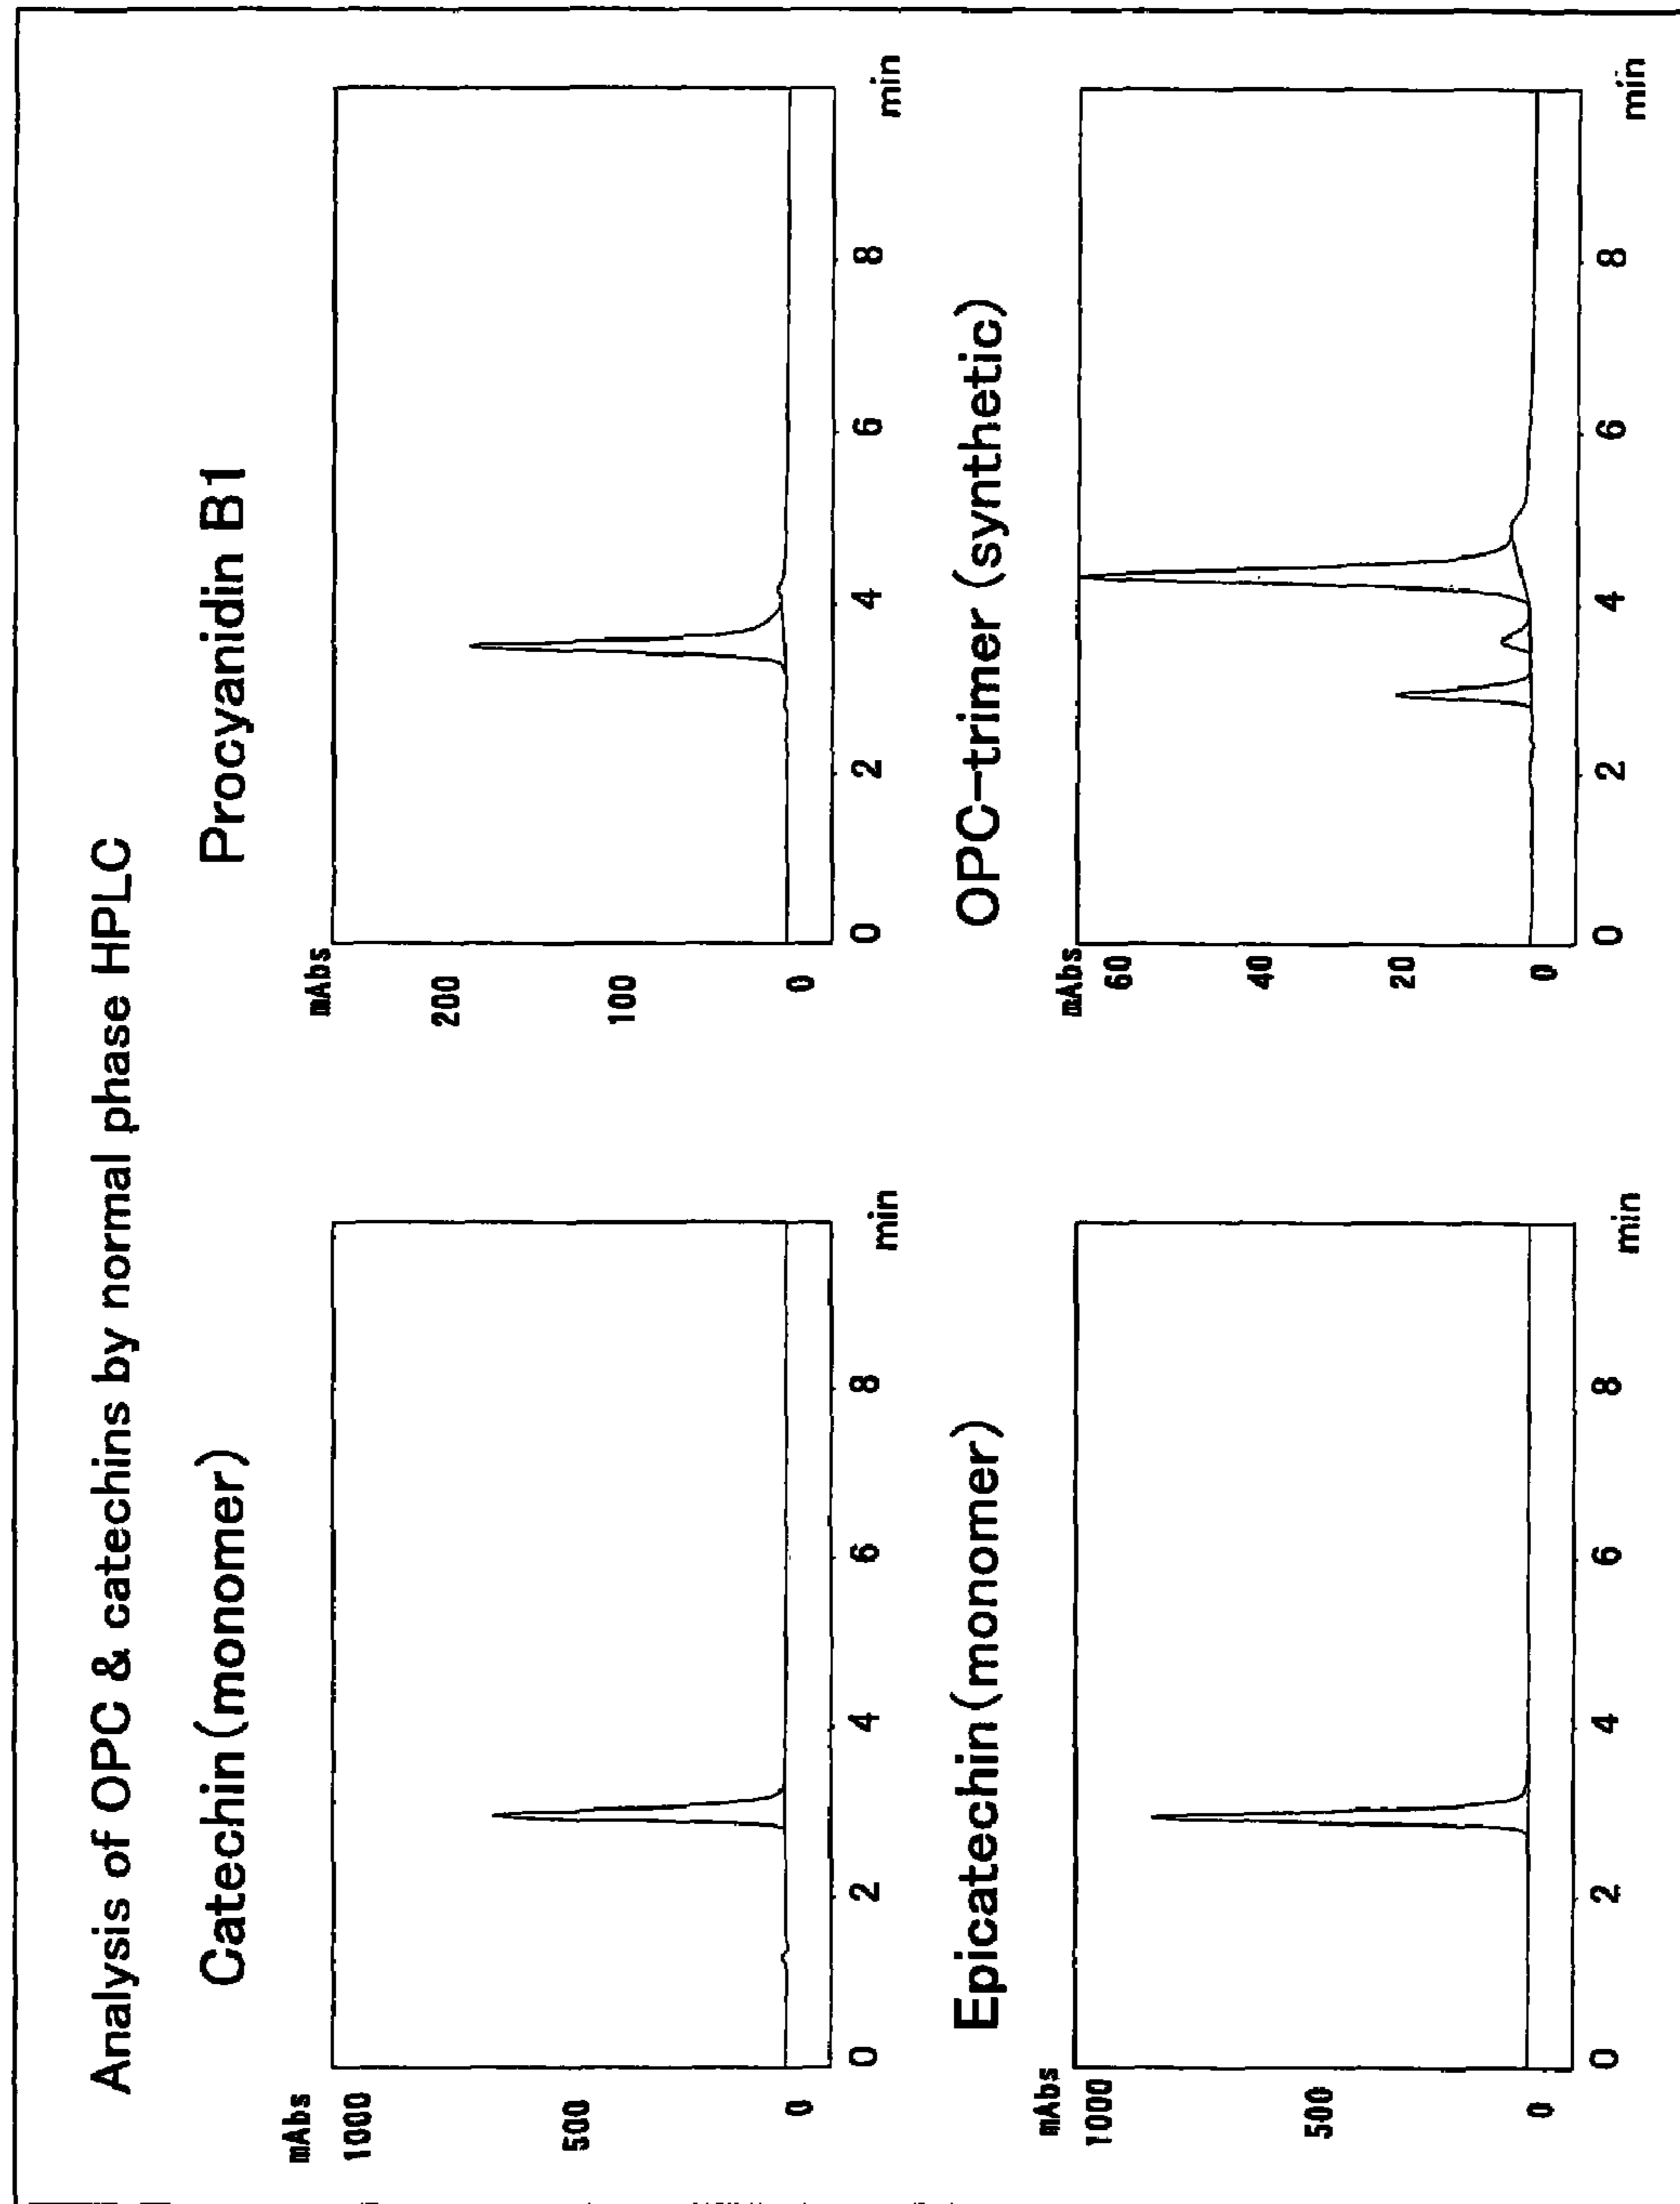 Analysis of OPC & catechins by normal phase HPLC
Catechin(monomer)
mAbs
1000
500
0
0 2 4 6 8 min
Procyanidin B1
mAbs
200
100
0
0 2 4 6 8 min
Epicatechin(monomer)
mAbs
1000
500
0
0 2 4 6 8 min
OPC-trimer(synthetic)
mAbs
60
40
20
0
0 2 4 6 8 min